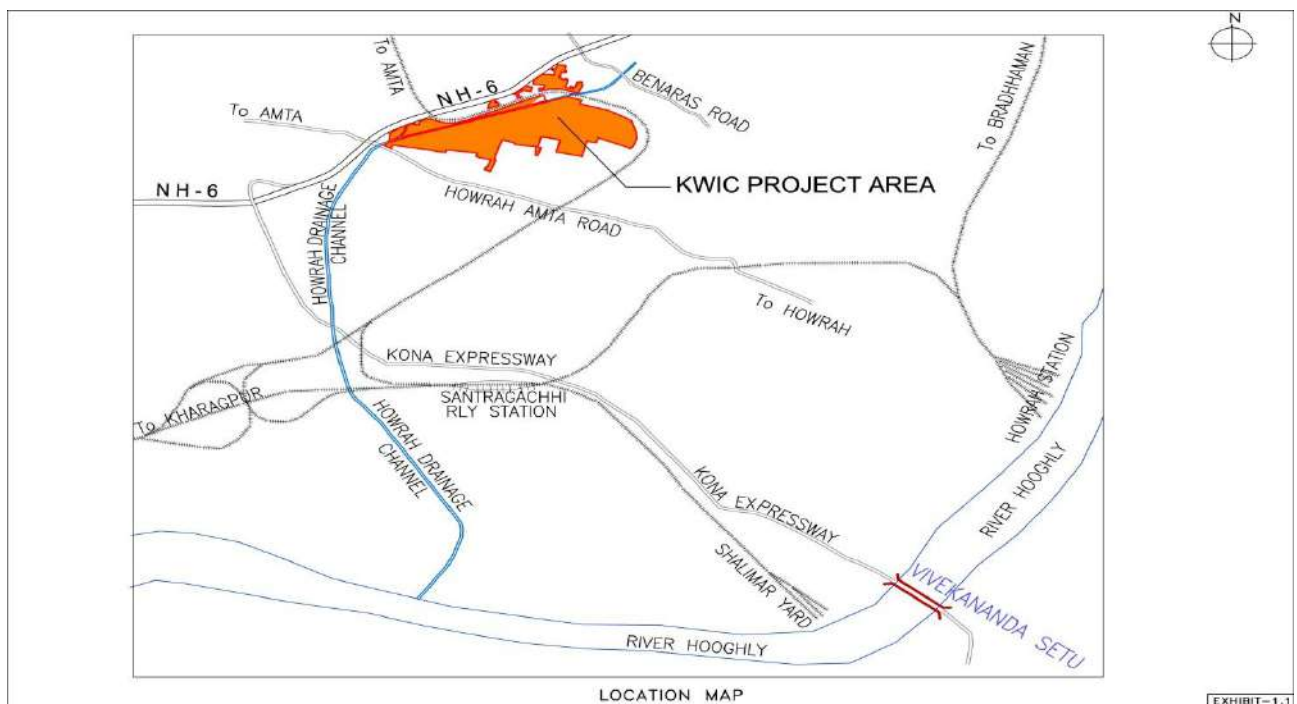 N
To AMTA
NH-6
BENARAS ROAD
To BRADHHAMAN
To AMTA
KWIC PROJECT AREA
NH-6
HOWRAH AMTA ROAD
HOWRAH DRAINAGE
CHANNEL
To HOWRAH
KONA EXPRESSWAY
SANTRAGACHHI
RLY STATION
HOWRAH STATION
To KHARAGPUR
HOWRAH DRAINAGE
CHANNEL
KONA EXPRESSWAY
RIVER HOOGHLY
SHALIMAR YARD
VIVEKANANDA SETU
RIVER HOOGHLY
LOCATION MAP
EXHIBIT-1.1